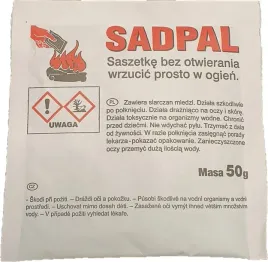 SADPAL
Saszetkę bez otwierania
wrzucić prosto w ogień.
UWAGA
PL Zawiera siarczan miedzi. Działa szkodliwie
po połknięciu. Działa drażniąco na oczy i skórę.
Działa toksycznie na organizmy wodne. Chronić
przed dziećmi. Nie wdychać pyłu. Trzymać z dala
od żywności. W razie połknięcia zasięgnąć porady
lekarza-pokazać opakowanie. Zanieczyszczone
oczy przemyć dużą ilością wody.
Masa 50g
CZ
- Škodí při požití. – Dráždí oči a pokožku. – Působí škodlivě na vodní organismy a vodní
prostředí. – Uschovat mimo dosah dětí. – Zasažené oči vymýt ihned větším množstvím
vody. – V případě požití vyhledat lékaře.